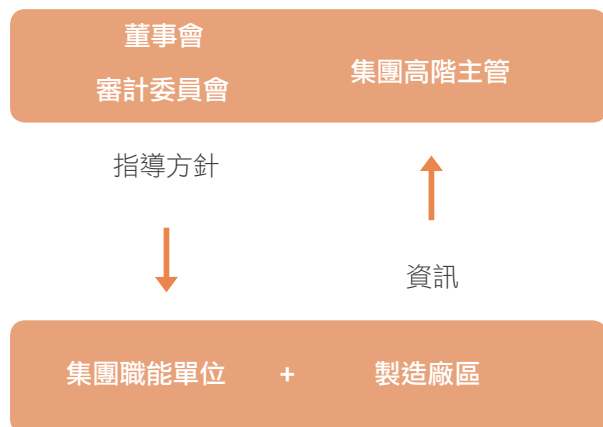 董事會
審計委員會
集團高階主管
指導方針
資訊
集團職能單位 + 製造廠區